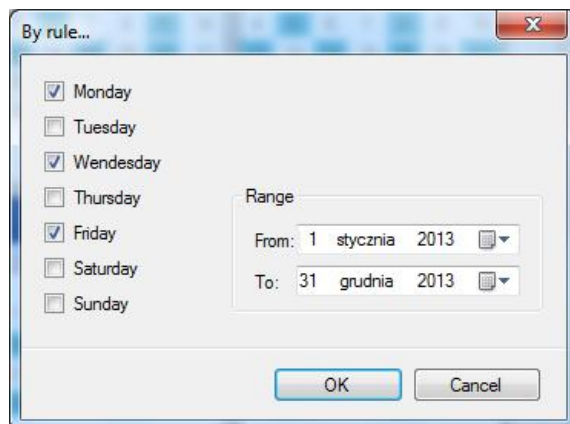 By rule...
Monday
Tuesday
Wendesday
Thursday
Friday
Saturday
Sunday
Range
From: 1 stycznia 2013
To: 31 grudnia 2013
OK Cancel